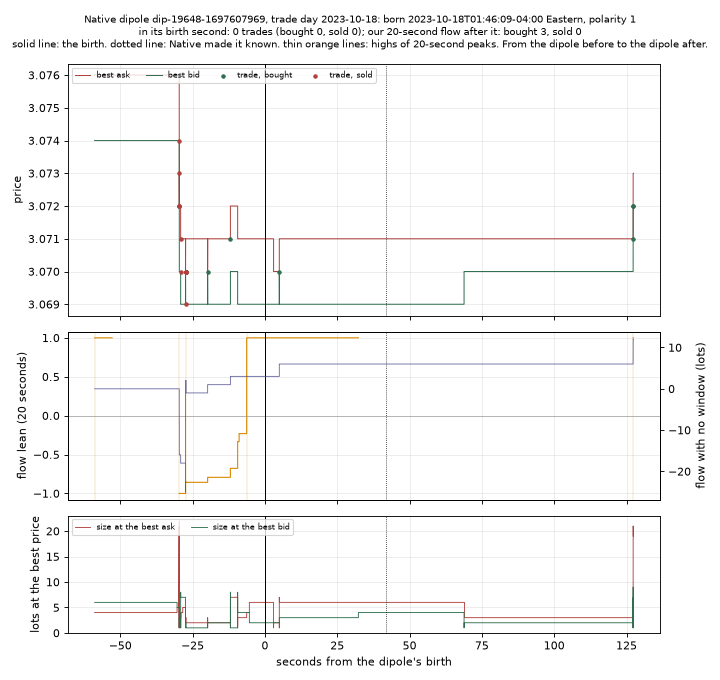 Native dipole dip-19648-1697607969, trade day 2023-10-18: born 2023-10-18T01:46:09-04:00 Eastern, polarity 1
in its birth second: 0 trades (bought 0, sold 0); our 20-second flow after it: bought 3, sold 0
solid line: the birth. dotted line: Native made it known. thin orange lines: highs of 20-second peaks. From the dipole before to the dipole after.
best ask best bid trade, bought trade, sold
3.076
3.075
3.074
3.073
3.072
3.071
3.070
3.069
price
1.0
0.5
0.0
−0.5
−1.0
flow lean (20 seconds)
10
0
−10
−20
flow with no window (lots)
size at the best ask size at the best bid
20
15
10
5
0
lots at the best price
−50 −25 0 25 50 75 100 125
seconds from the dipole's birth